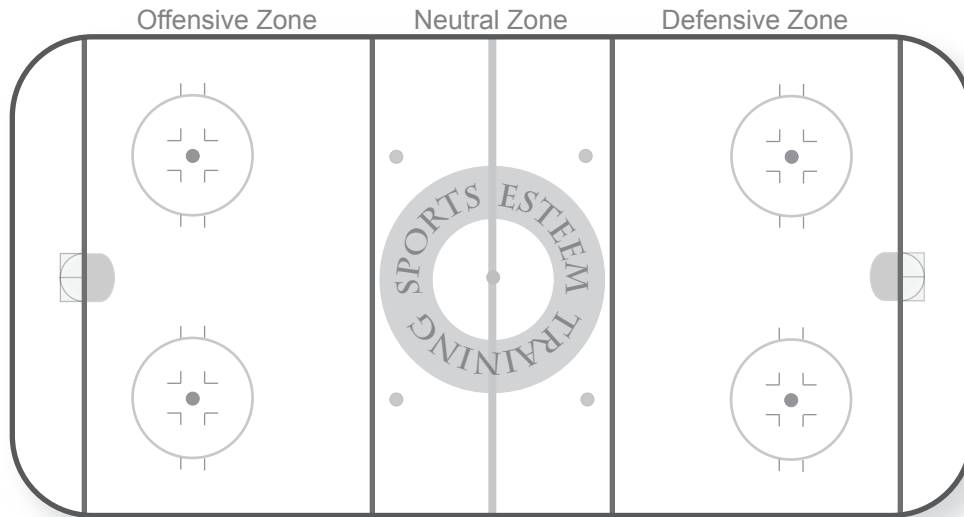 Offensive Zone Neutral Zone Defensive Zone
SPORTS ESTEEM TRAINING